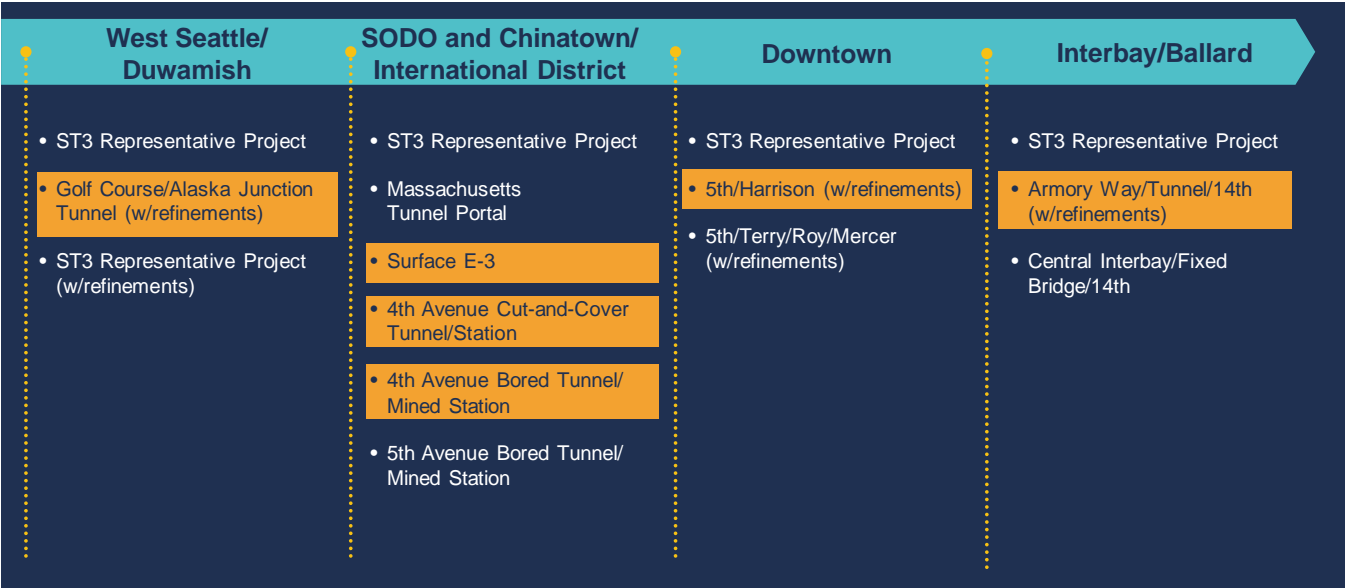 West Seattle/
Duwamish
• ST3 Representative Project
• Golf Course/Alaska Junction
Tunnel (w/refinements)
• ST3 Representative Project
(w/refinements)
SODO and Chinatown/
International District
• ST3 Representative Project
• Massachusetts
Tunnel Portal
• Surface E-3
• 4th Avenue Cut-and-Cover
Tunnel/Station
• 4th Avenue Bored Tunnel/
Mined Station
• 5th Avenue Bored Tunnel/
Mined Station
Downtown
• ST3 Representative Project
• 5th/Harrison (w/refinements)
• 5th/Terry/Roy/Mercer
(w/refinements)
Interbay/Ballard
• ST3 Representative Project
• Armory Way/Tunnel/14th
(w/refinements)
• Central Interbay/Fixed
Bridge/14th